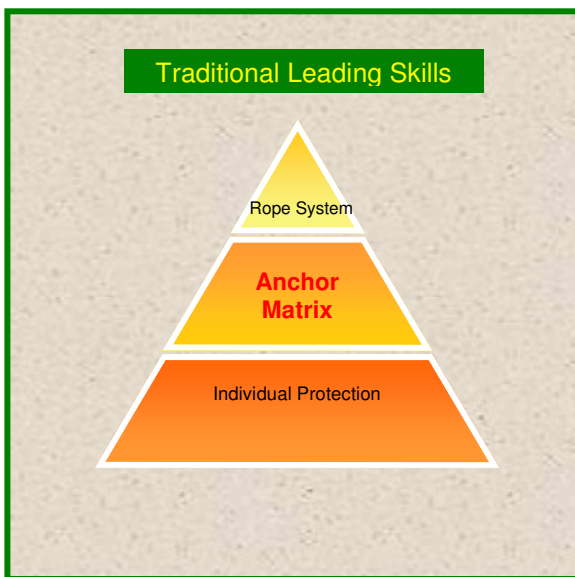 Traditional Leading Skills
Rope System
Anchor
Matrix
Individual Protection